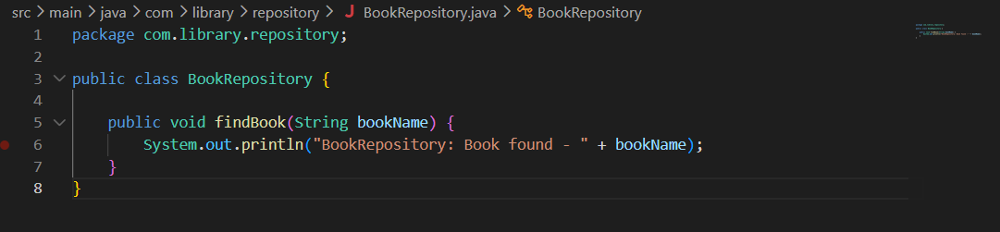 src > main > java > com > library > repository > J BookRepository.java > BookRepository
1 package com.library.repository;
2
3 public class BookRepository {
4
5     public void findBook(String bookName) {
6         System.out.println("BookRepository: Book found - " + bookName);
7     }
8 }